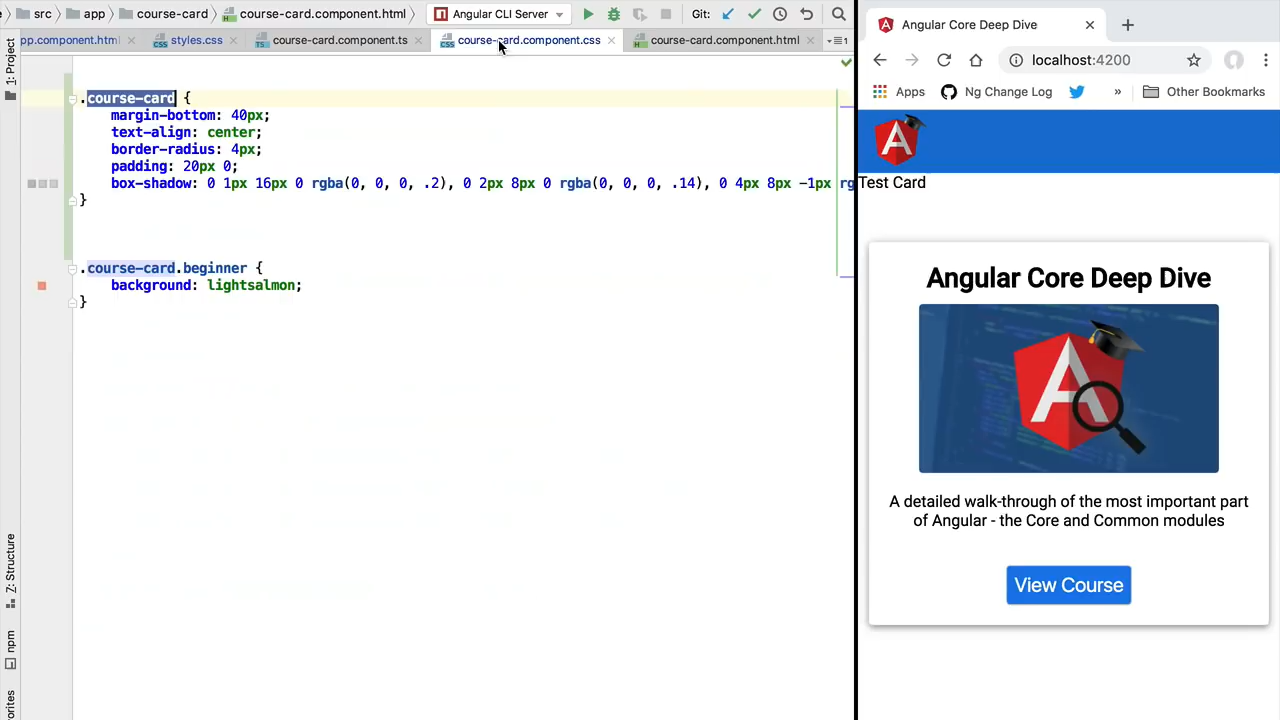 src app course-card course-card.component.html Angular CLI Server Git:
app.component.html styles.css course-card.component.ts course-card.component.css course-card.component.html
1: Project
Z: Structure
npm
.course-card {
margin-bottom: 40px;
text-align: center;
border-radius: 4px;
padding: 20px 0;
box-shadow: 0 1px 16px 0 rgba(0, 0, 0, .2), 0 2px 8px 0 rgba(0, 0, 0, .14), 0 4px 8px -1px rg
}
.course-card.beginner {
background: lightsalmon;
}
Angular Core Deep Dive
localhost:4200
Apps Ng Change Log » Other Bookmarks
Test Card
Angular Core Deep Dive
A detailed walk-through of the most important part
of Angular - the Core and Common modules
View Course